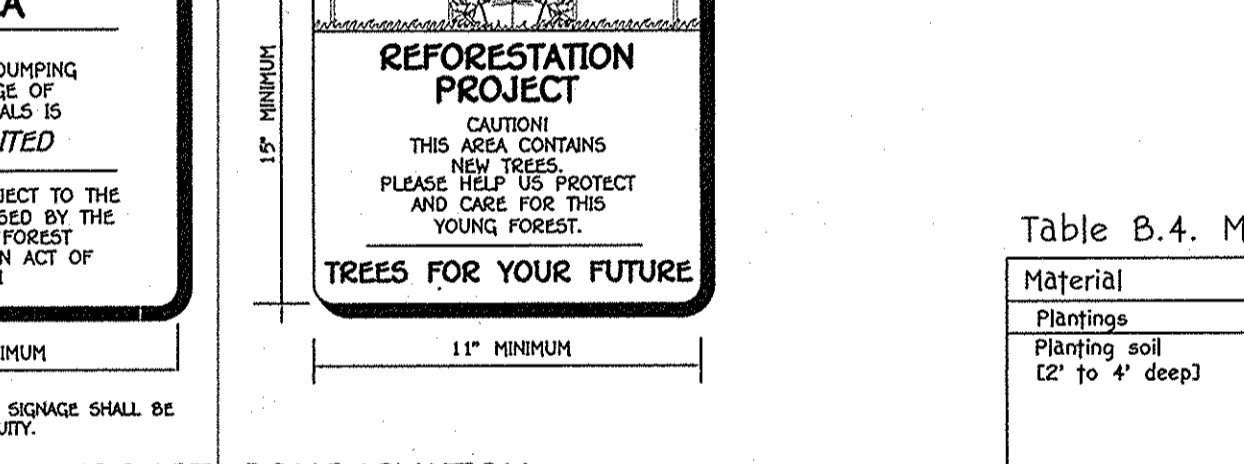 A
DUMPING
GE OF
ALS IS
ITED
JECT TO THE
SED BY THE
FOREST
N ACT OF
IMUM
SIGNAGE SHALL BE
UITY.
15" MINIMUM
REFORESTATION
PROJECT
CAUTION!
THIS AREA CONTAINS
NEW TREES.
PLEASE HELP US PROTECT
AND CARE FOR THIS
YOUNG FOREST.
TREES FOR YOUR FUTURE
11" MINIMUM
Table B.4. M
Material
Plantings
Planting soil
[2' to 4' deep]